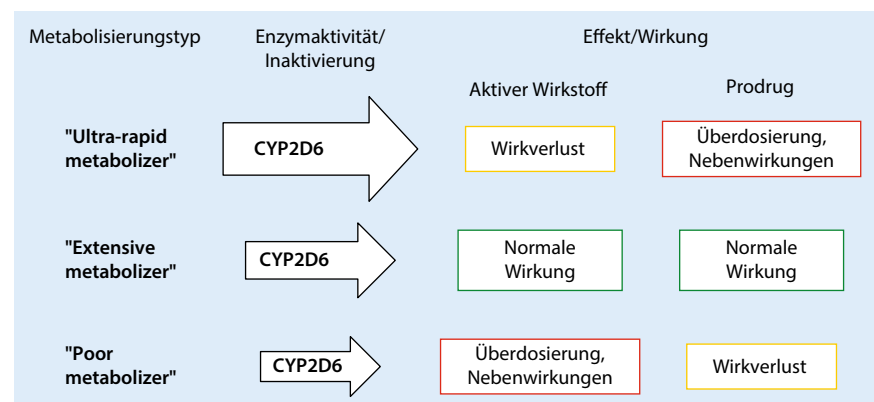 Metabolisierungstyp
Enzymaktivität/
Inaktivierung
Effekt/Wirkung
Aktiver Wirkstoff
Prodrug
"Ultra-rapid
metabolizer"
CYP2D6
Wirkverlust
Überdosierung,
Nebenwirkungen
"Extensive
metabolizer"
CYP2D6
Normale
Wirkung
Normale
Wirkung
"Poor
metabolizer"
CYP2D6
Überdosierung,
Nebenwirkungen
Wirkverlust